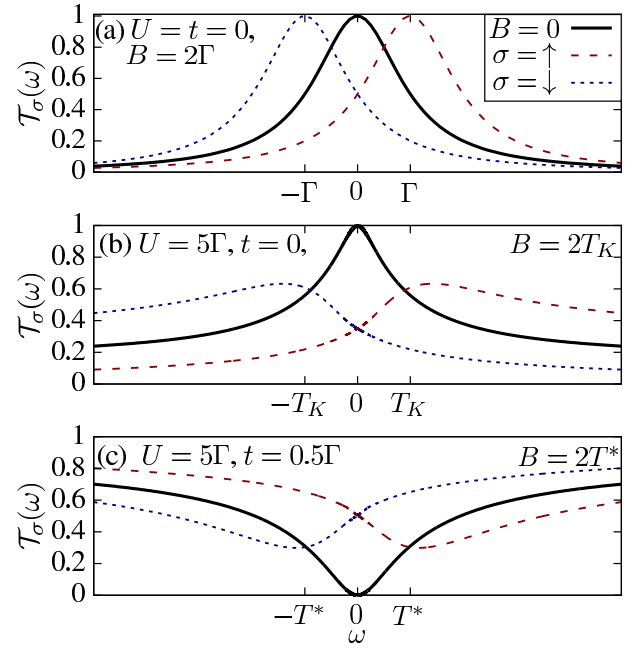 1
(a) U = t = 0,
B = 2Γ
B = 0
σ = ↑
σ = ↓
0.8
0.6
0.4
0.2
0
𝒯σ(ω)
−Γ 0 Γ
1
(b) U = 5Γ, t = 0,
B = 2T_K
0.8
0.6
0.4
0.2
0
𝒯σ(ω)
−T_K 0 T_K
1
(c) U = 5Γ, t = 0.5Γ
B = 2T*
0.8
0.6
0.4
0.2
0
𝒯σ(ω)
−T* 0 T*
ω